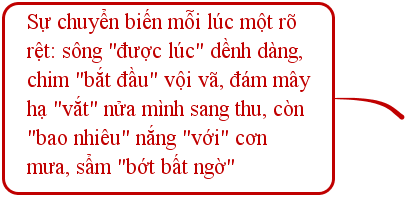 Sự chuyển biến mỗi lúc một rõ
rệt: sông "được lúc" dềnh dàng,
chim "bắt đầu" vội vã, đám mây
hạ "vắt" nửa mình sang thu, còn
"bao nhiêu" nắng "với" cơn
mưa, sẩm "bớt bất ngờ"